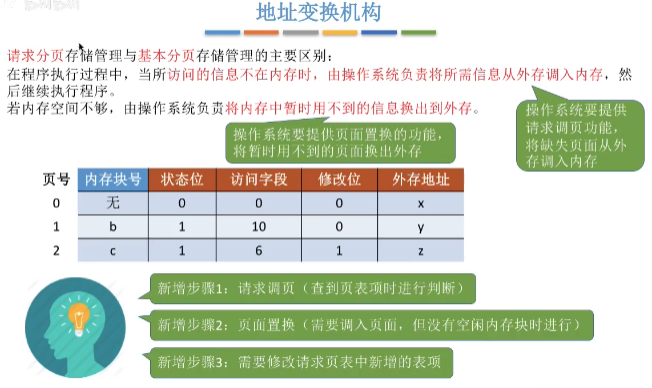 地址变换机构
请求分页存储管理与基本分页存储管理的主要区别：
在程序执行过程中，当所访问的信息不在内存时，由操作系统负责将所需信息从外存调入内存，然
后继续执行程序。
若内存空间不够，由操作系统负责将内存中暂时用不到的信息换出到外存。
操作系统要提供
请求调页功能，
将缺失页面从外
存调入内存
操作系统要提供页面置换的功能，
将暂时用不到的页面换出外存
页号 内存块号 状态位 访问字段 修改位 外存地址
0 无 0 0 0 x
1 b 1 10 0 y
2 c 1 6 1 z
新增步骤1：请求调页（查到页表项时进行判断）
新增步骤2：页面置换（需要调入页面，但没有空闲内存块时进行）
新增步骤3：需要修改请求页表中新增的表项